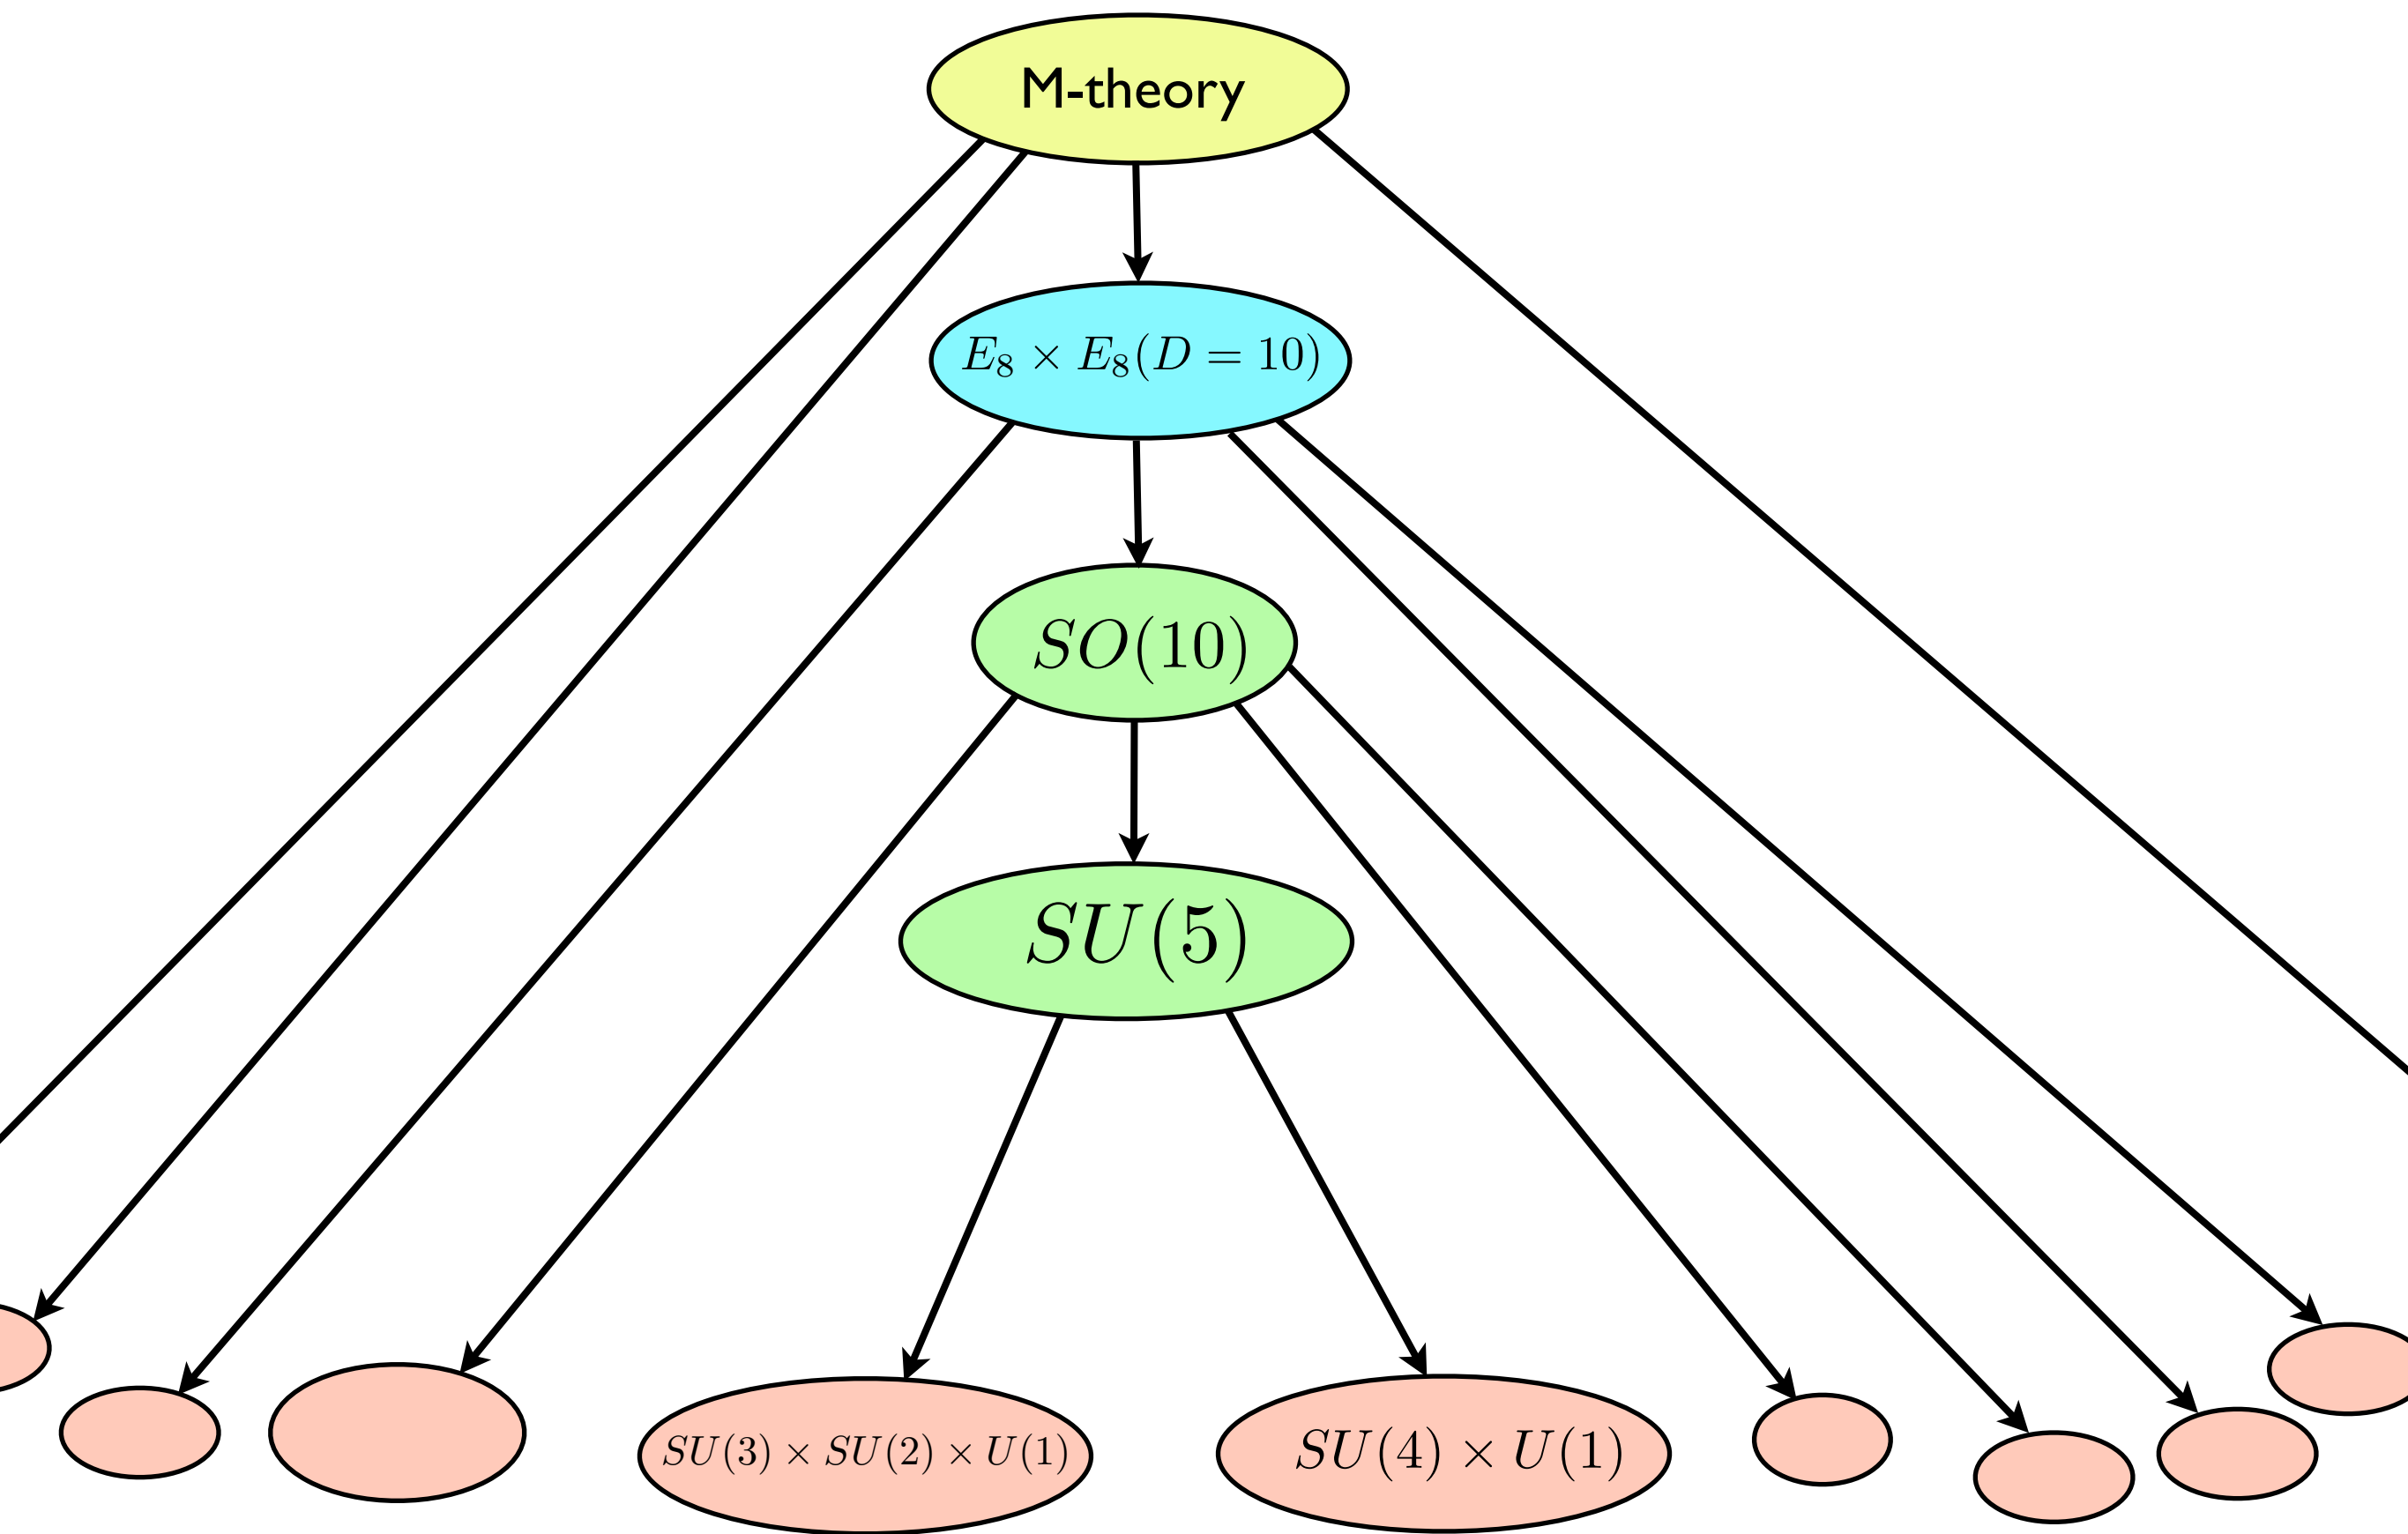 M-theory
E₈ × E₈(D = 10)
SO(10)
SU(5)
SU(3) × SU(2) × U(1)
SU(4) × U(1)